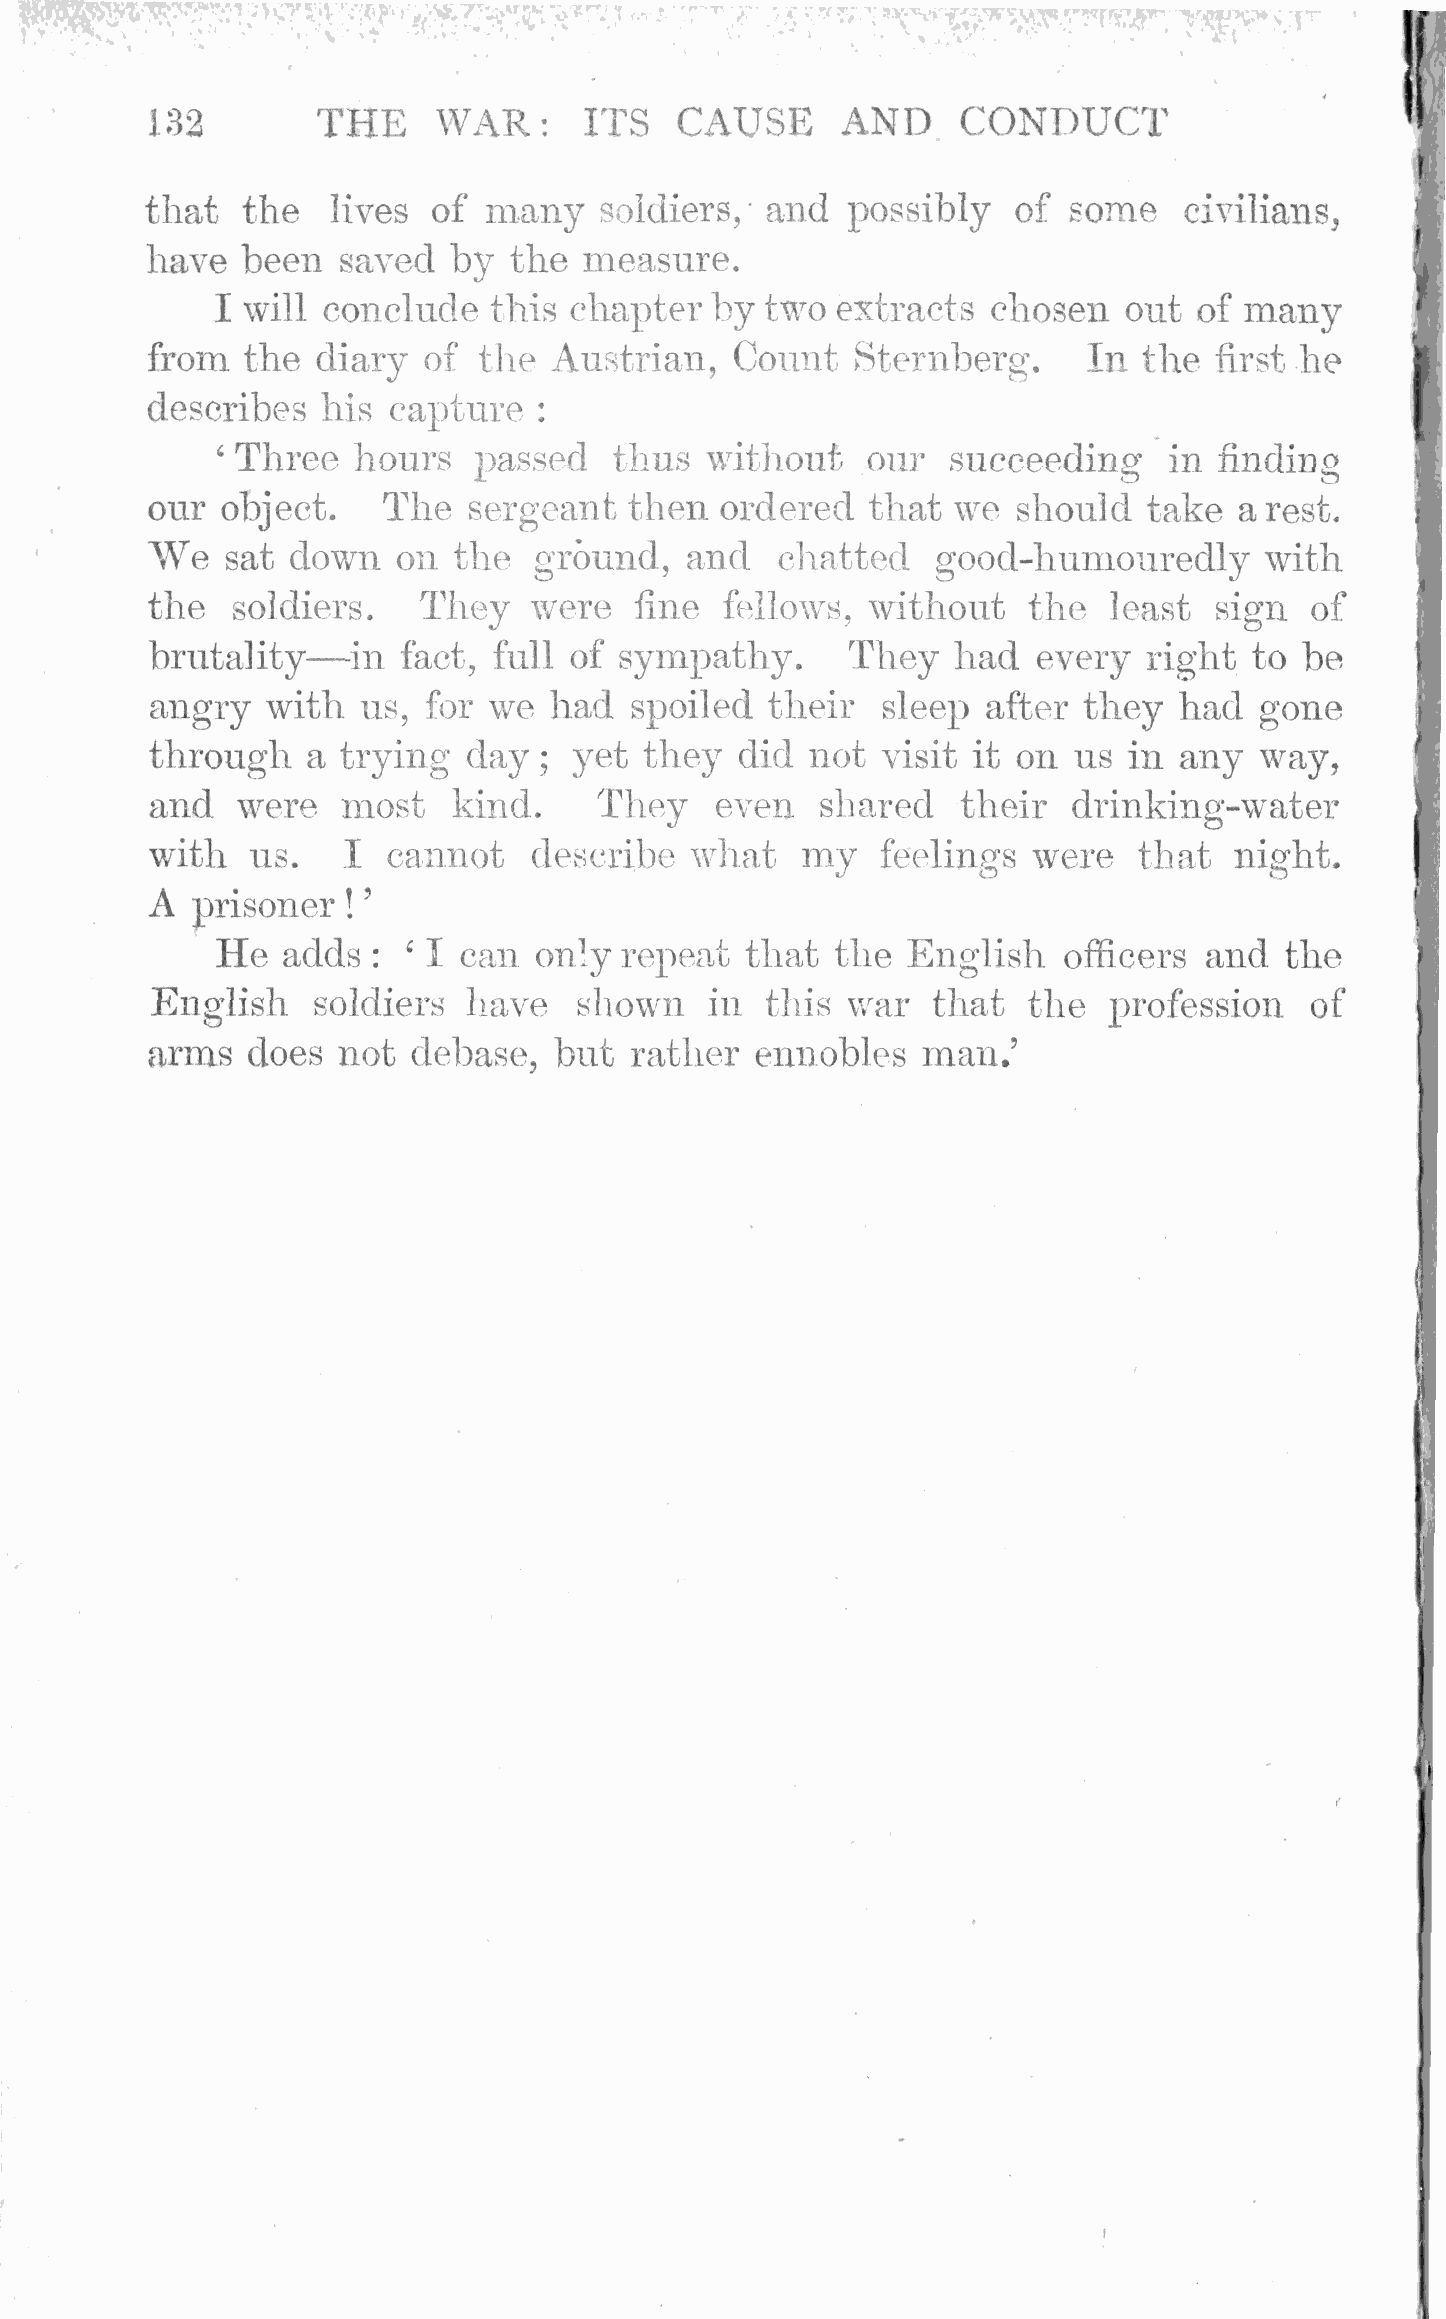 132 THE WAR: ITS CAUSE AND CONDUCT
that the lives of many soldiers, and possibly of some civilians,
have been saved by the measure.
I will conclude this chapter by two extracts chosen out of many
from the diary of the Austrian, Count Sternberg. In the first he
describes his capture :
‘ Three hours passed thus without our succeeding in finding
our object. The sergeant then ordered that we should take a rest.
We sat down on the ground, and chatted good-humouredly with
the soldiers. They were fine fellows, without the least sign of
brutality—in fact, full of sympathy. They had every right to be
angry with us, for we had spoiled their sleep after they had gone
through a trying day ; yet they did not visit it on us in any way,
and were most kind. They even shared their drinking-water
with us. I cannot describe what my feelings were that night.
A prisoner ! ’
He adds : ‘ I can only repeat that the English officers and the
English soldiers have shown in this war that the profession of
arms does not debase, but rather ennobles man.’